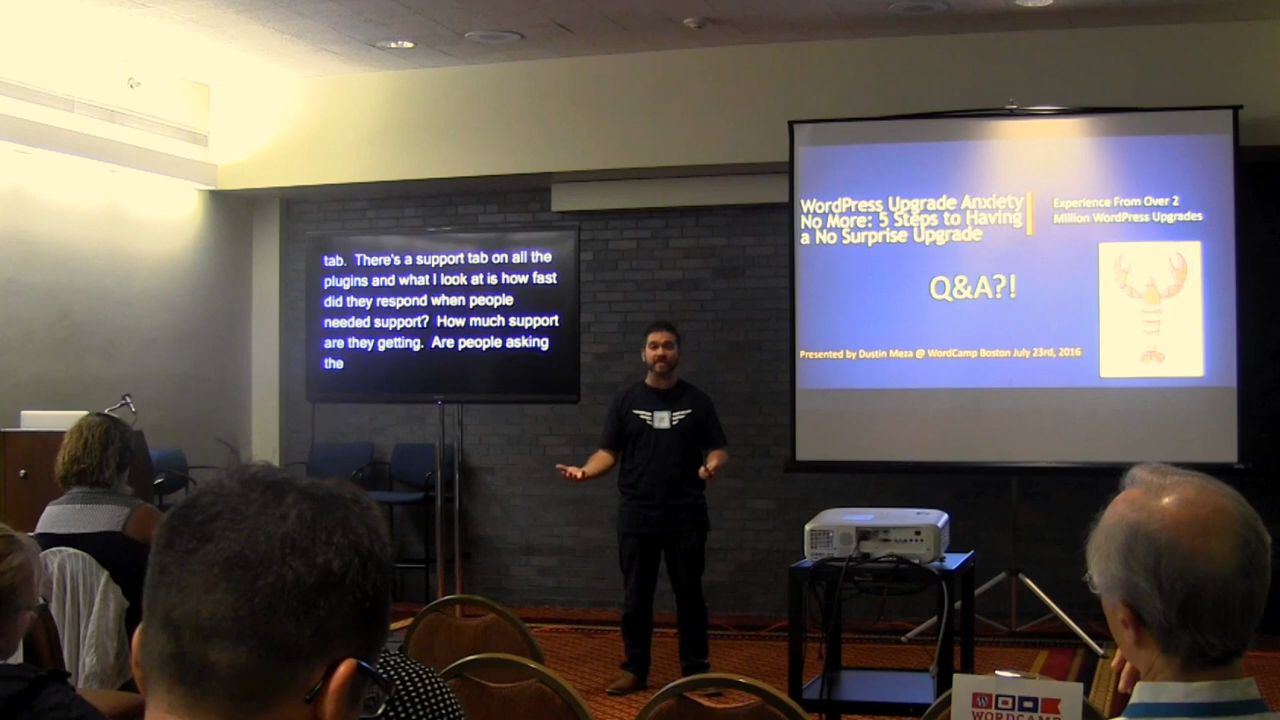 tab. There's a support tab on all the
plugins and what I look at is how fast
did they respond when people
needed support? How much support
are they getting. Are people asking
the
WordPress Upgrade Anxiety
No More: 5 Steps to Having
a No Surprise Upgrade
Experience From Over 2
Million WordPress Upgrades
Q&A?!
Presented by Dustin Meza @ WordCamp Boston July 23rd, 2016
WORDCAMP